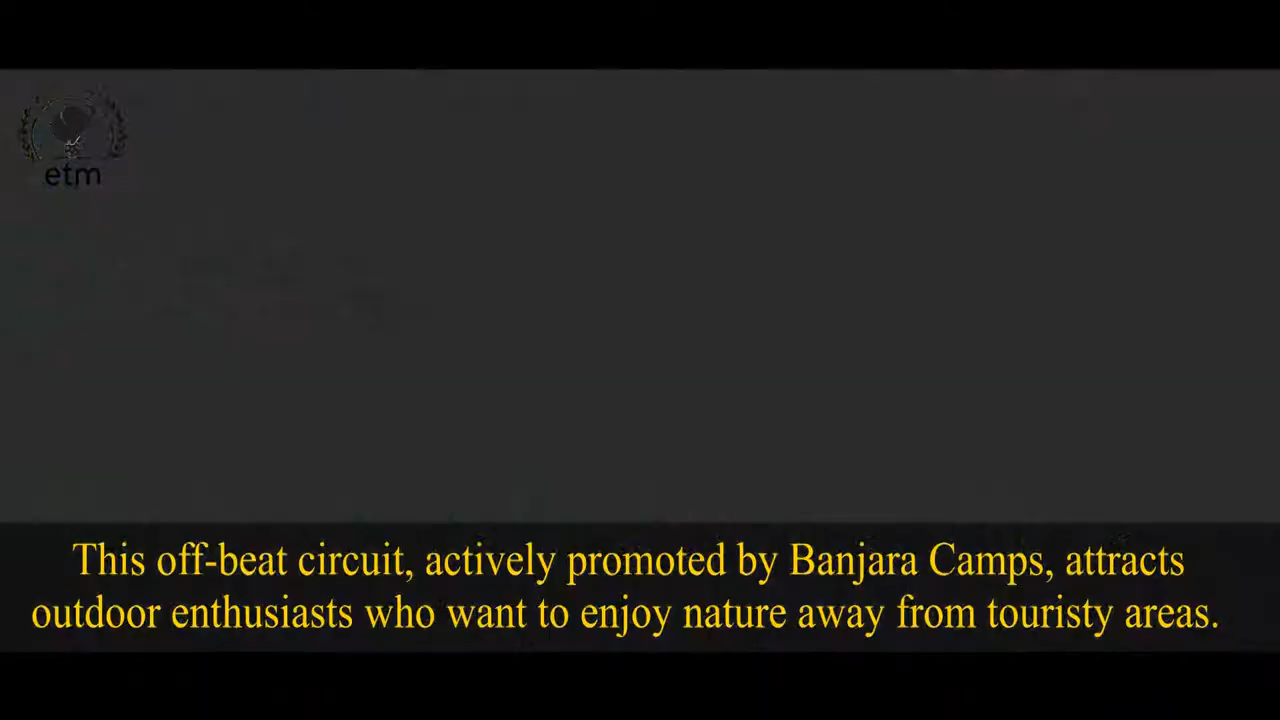 etm
This off-beat circuit, actively promoted by Banjara Camps, attracts
outdoor enthusiasts who want to enjoy nature away from touristy areas.